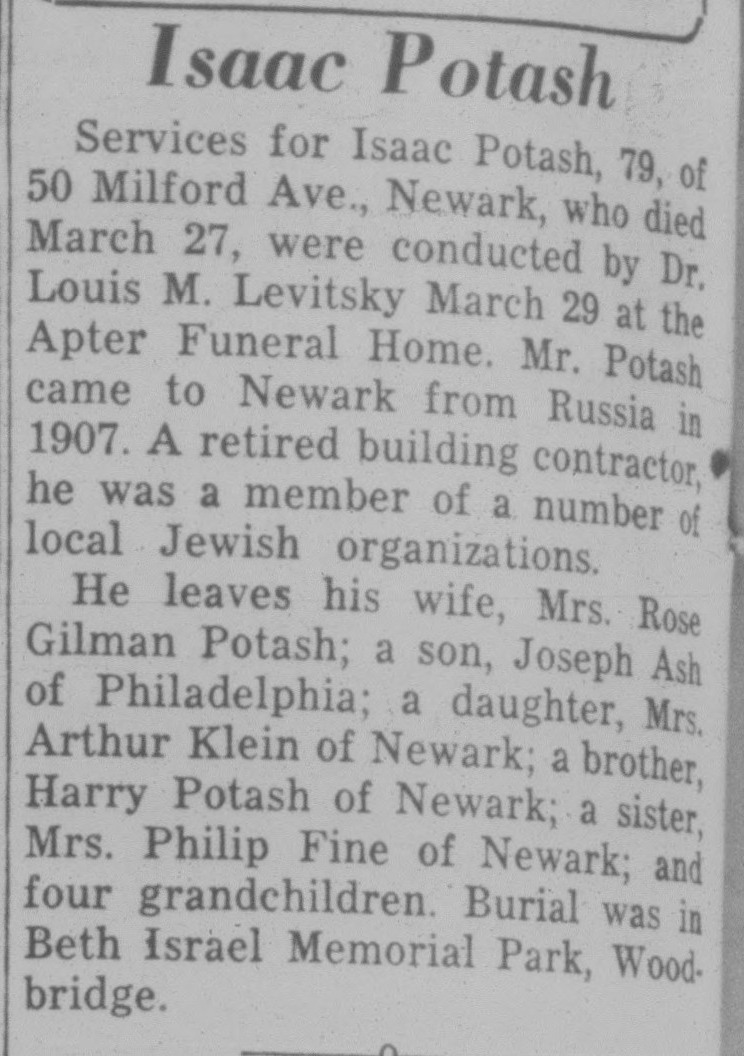 Isaac Potash
Services for Isaac Potash, 79, of
50 Milford Ave., Newark, who died
March 27, were conducted by Dr.
Louis M. Levitsky March 29 at the
Apter Funeral Home. Mr. Potash
came to Newark from Russia in
1907. A retired building contractor,
he was a member of a number of
local Jewish organizations.
He leaves his wife, Mrs. Rose
Gilman Potash; a son, Joseph Ash
of Philadelphia; a daughter, Mrs.
Arthur Klein of Newark; a brother,
Harry Potash of Newark; a sister,
Mrs. Philip Fine of Newark; and
four grandchildren. Burial was in
Beth Israel Memorial Park, Wood-
bridge.